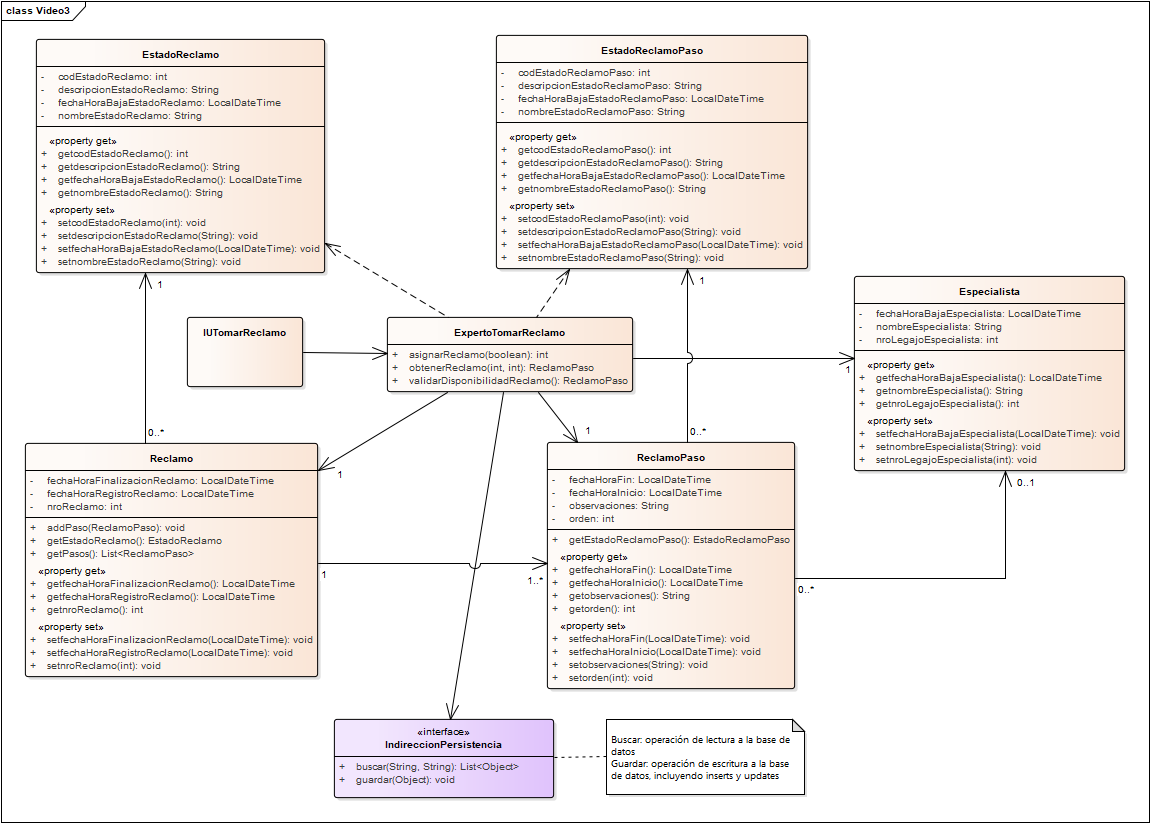 class Video3
EstadoReclamo
- codEstadoReclamo: int
- descripcionEstadoReclamo: String
- fechaHoraBajaEstadoReclamo: LocalDateTime
- nombreEstadoReclamo: String
«property get»
+ getcodEstadoReclamo(): int
+ getdescripcionEstadoReclamo(): String
+ getfechaHoraBajaEstadoReclamo(): LocalDateTime
+ getnombreEstadoReclamo(): String
«property set»
+ setcodEstadoReclamo(int): void
+ setdescripcionEstadoReclamo(String): void
+ setfechaHoraBajaEstadoReclamo(LocalDateTime): void
+ setnombreEstadoReclamo(String): void
EstadoReclamoPaso
- codEstadoReclamoPaso: int
- descripcionEstadoReclamoPaso: String
- fechaHoraBajaEstadoReclamoPaso: LocalDateTime
- nombreEstadoReclamoPaso: String
«property get»
+ getcodEstadoReclamoPaso(): int
+ getdescripcionEstadoReclamoPaso(): String
+ getfechaHoraBajaEstadoReclamoPaso(): LocalDateTime
+ getnombreEstadoReclamoPaso(): String
«property set»
+ setcodEstadoReclamoPaso(int): void
+ setdescripcionEstadoReclamoPaso(String): void
+ setfechaHoraBajaEstadoReclamoPaso(LocalDateTime): void
+ setnombreEstadoReclamoPaso(String): void
1
1
Especialista
- fechaHoraBajaEspecialista: LocalDateTime
- nombreEspecialista: String
- nroLegajoEspecialista: int
«property get»
+ getfechaHoraBajaEspecialista(): LocalDateTime
+ getnombreEspecialista(): String
+ getnroLegajoEspecialista(): int
«property set»
+ setfechaHoraBajaEspecialista(LocalDateTime): void
+ setnombreEspecialista(String): void
+ setnroLegajoEspecialista(int): void
IUTomarReclamo
ExpertoTomarReclamo
+ asignarReclamo(boolean): int
+ obtenerReclamo(int, int): ReclamoPaso
+ validarDisponibilidadReclamo(): ReclamoPaso
1
0..*
1
0..*
1
0..1
Reclamo
- fechaHoraFinalizacionReclamo: LocalDateTime
- fechaHoraRegistroReclamo: LocalDateTime
- nroReclamo: int
+ addPaso(ReclamoPaso): void
+ getEstadoReclamo(): EstadoReclamo
+ getPasos(): List<ReclamoPaso>
«property get»
+ getfechaHoraFinalizacionReclamo(): LocalDateTime
+ getfechaHoraRegistroReclamo(): LocalDateTime
+ getnroReclamo(): int
«property set»
+ setfechaHoraFinalizacionReclamo(LocalDateTime): void
+ setfechaHoraRegistroReclamo(LocalDateTime): void
+ setnroReclamo(int): void
1
1..*
ReclamoPaso
- fechaHoraFin: LocalDateTime
- fechaHoraInicio: LocalDateTime
- observaciones: String
- orden: int
+ getEstadoReclamoPaso(): EstadoReclamoPaso
«property get»
+ getfechaHoraFin(): LocalDateTime
+ getfechaHoraInicio(): LocalDateTime
+ getobservaciones(): String
+ getorden(): int
«property set»
+ setfechaHoraFin(LocalDateTime): void
+ setfechaHoraInicio(LocalDateTime): void
+ setobservaciones(String): void
+ setorden(int): void
0..*
«interface»
IndireccionPersistencia
+ buscar(String, String): List<Object>
+ guardar(Object): void
Buscar: operación de lectura a la base de
datos
Guardar: operación de escritura a la base
de datos, incluyendo inserts y updates